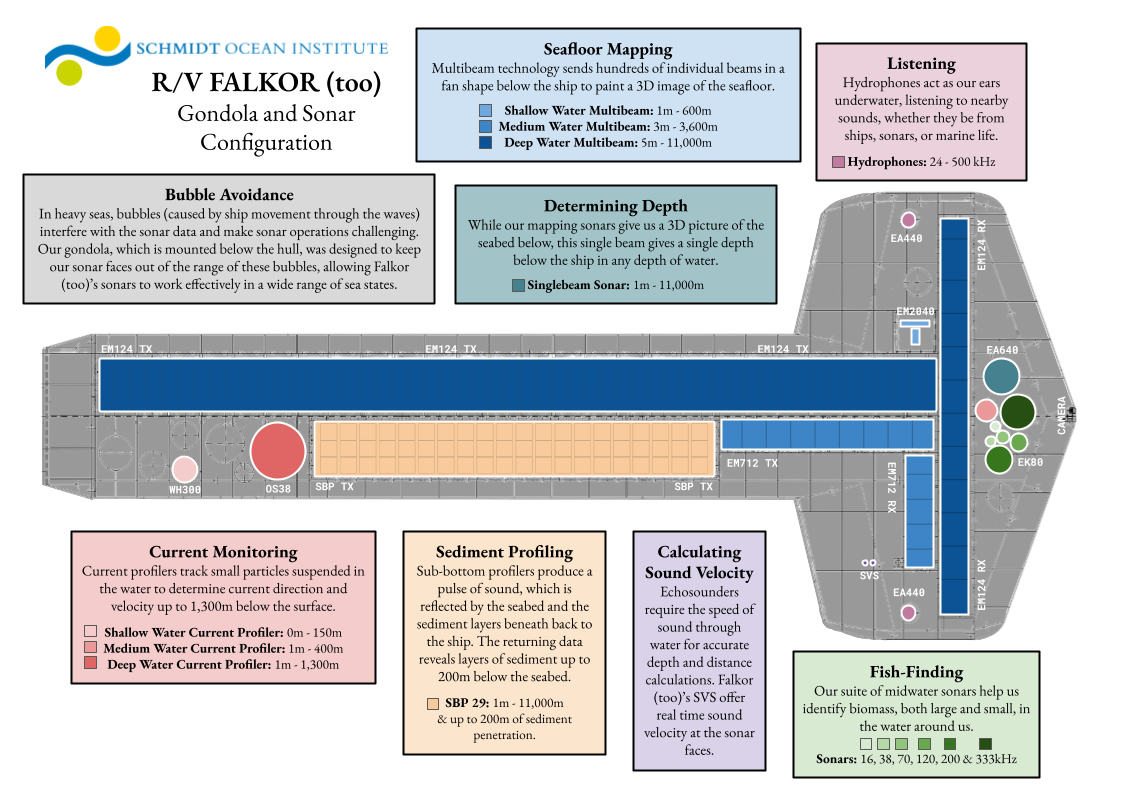 SCHMIDT OCEAN INSTITUTE
R/V FALKOR (too)
Gondola and Sonar
Configuration
Seafloor Mapping
Multibeam technology sends hundreds of individual beams in a
fan shape below the ship to paint a 3D image of the seafloor.
Shallow Water Multibeam: 1m - 600m
Medium Water Multibeam: 3m - 3,600m
Deep Water Multibeam: 5m - 11,000m
Listening
Hydrophones act as our ears
underwater, listening to nearby
sounds, whether they be from
ships, sonars, or marine life.
Hydrophones: 24 - 500 kHz
Bubble Avoidance
In heavy seas, bubbles (caused by ship movement through the waves)
interfere with the sonar data and make sonar operations challenging.
Our gondola, which is mounted below the hull, was designed to keep
our sonar faces out of the range of these bubbles, allowing Falkor
(too)'s sonars to work effectively in a wide range of sea states.
Determining Depth
While our mapping sonars give us a 3D picture of the
seabed below, this single beam gives a single depth
below the ship in any depth of water.
Singlebeam Sonar: 1m - 11,000m
EA440
EM124 RX
EM2040
EM124 TX
EM124 TX
EM124 TX
EA640
CAMERA
EM712 TX
EK80
WH300
OS38
SBP TX
SBP TX
EM712 RX
SVS
EA440
EM124 RX
Current Monitoring
Current profilers track small particles suspended in
the water to determine current direction and
velocity up to 1,300m below the surface.
Shallow Water Current Profiler: 0m - 150m
Medium Water Current Profiler: 1m - 400m
Deep Water Current Profiler: 1m - 1,300m
Sediment Profiling
Sub-bottom profilers produce a
pulse of sound, which is
reflected by the seabed and the
sediment layers beneath back to
the ship. The returning data
reveals layers of sediment up to
200m below the seabed.
SBP 29: 1m - 11,000m
& up to 200m of sediment
penetration.
Calculating
Sound Velocity
Echosounders
require the speed of
sound through
water for accurate
depth and distance
calculations. Falkor
(too)'s SVS offer
real time sound
velocity at the sonar
faces.
Fish-Finding
Our suite of midwater sonars help us
identify biomass, both large and small, in
the water around us.
Sonars: 16, 38, 70, 120, 200 & 333kHz